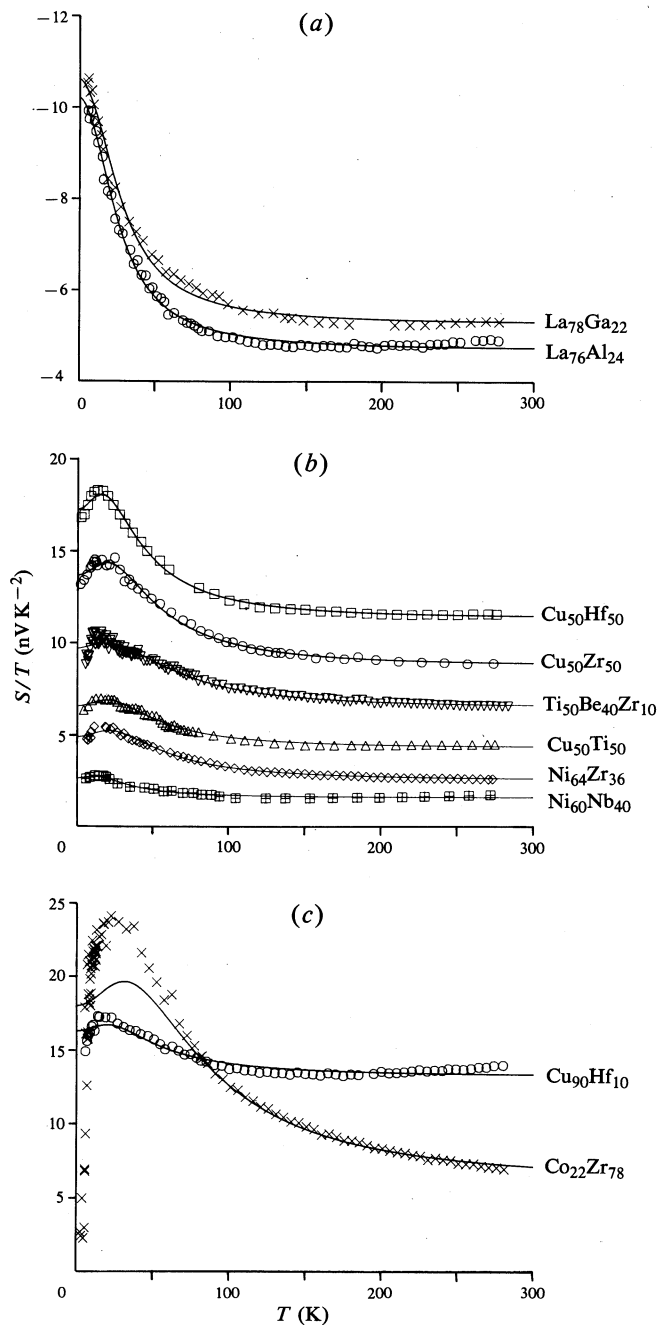 (a)
−12
−10
−8
−6
−4
La78Ga22
La76Al24
0 100 200 300
(b)
20
15
10
5
0 100 200 300
Cu50Hf50
Cu50Zr50
Ti50Be40Zr10
Cu50Ti50
Ni64Zr36
Ni60Nb40
S/T (nV K−2)
(c)
25
20
15
10
5
Cu90Hf10
Co22Zr78
0 100 200 300
T (K)